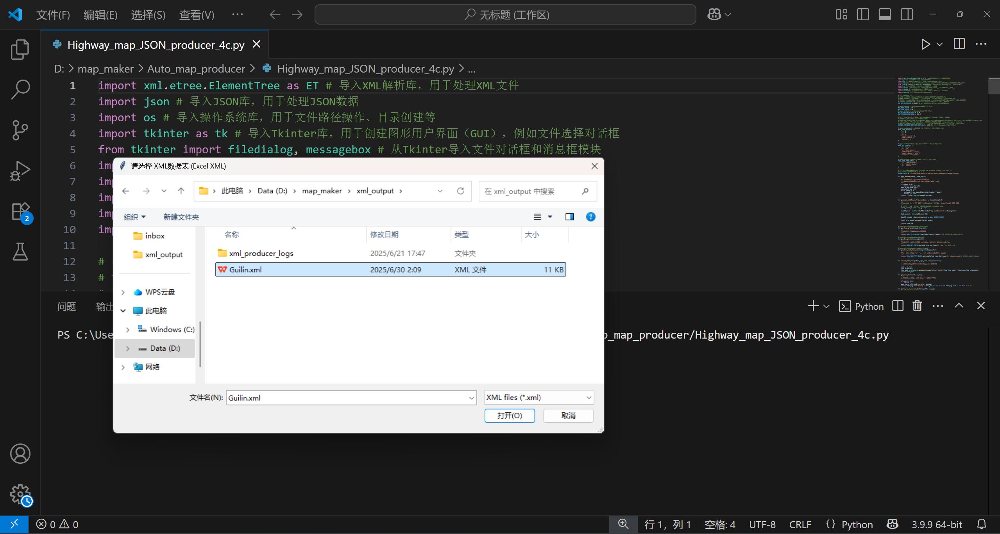 文件(F) 编辑(E) 选择(S) 查看(V) ··· 无标题 (工作区)
Highway_map_JSON_producer_4c.py
D: > map_maker > Auto_map_producer > Highway_map_JSON_producer_4c.py > ...
1 import xml.etree.ElementTree as ET # 导入XML解析库，用于处理XML文件
2 import json # 导入JSON库，用于处理JSON数据
3 import os # 导入操作系统库，用于文件路径操作、目录创建等
4 import tkinter as tk # 导入Tkinter库，用于创建图形用户界面（GUI），例如文件选择对话框
5 from tkinter import filedialog, messagebox # 从Tkinter导入文件对话框和消息框模块
6 imp
7 imp
8 imp
9 imp
10 imp
11
12 #
13 #
请选择 XML数据表 (Excel XML)
此电脑 > Data (D:) > map_maker > xml_output >
在 xml_output 中搜索
组织 新建文件夹
名称 修改日期 类型 大小
inbox
xml_output
WPS云盘
此电脑
Windows (C:)
Data (D:)
网络
xml_producer_logs 2025/6/21 17:47 文件夹
Guilin.xml 2025/6/30 2:09 XML 文件 11 KB
文件名(N): Guilin.xml XML files (*.xml)
打开(O) 取消
问题 输出 Python
PS C:\Use
_map_producer/Highway_map_JSON_producer_4c.py
2
0 0 行 1，列 1 空格: 4 UTF-8 CRLF {} Python 3.9.9 64-bit